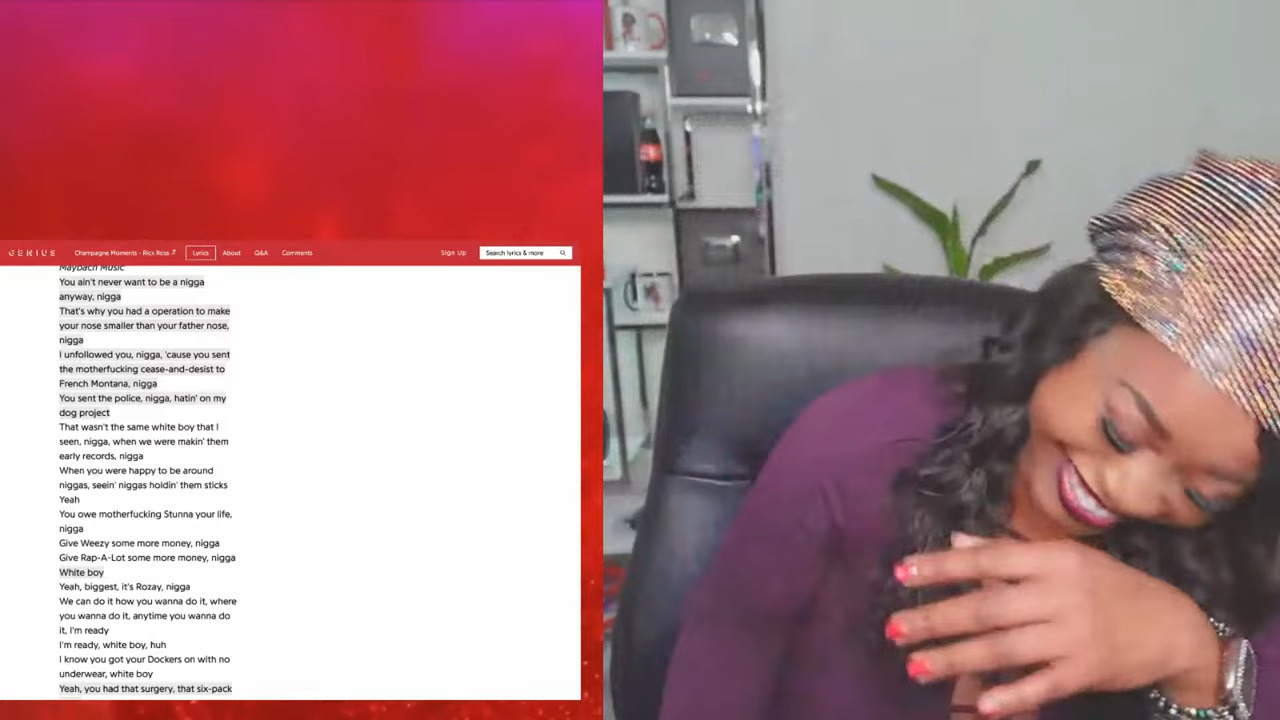 GENIUS
Champagne Moments - Rick Ross
Lyrics
About
Q&A
Comments
Sign Up
Search lyrics & more
Maybach Music
You ain't never want to be a nigga
anyway, nigga
That's why you had a operation to make
your nose smaller than your father nose,
nigga
I unfollowed you, nigga, 'cause you sent
the motherfucking cease-and-desist to
French Montana, nigga
You sent the police, nigga, hatin' on my
dog project
That wasn't the same white boy that I
seen, nigga, when we were makin' them
early records, nigga
When you were happy to be around
niggas, seein' niggas holdin' them sticks
Yeah
You owe motherfucking Stunna your life,
nigga
Give Weezy some more money, nigga
Give Rap-A-Lot some more money, nigga
White boy
Yeah, biggest, it's Rozay, nigga
We can do it how you wanna do it, where
you wanna do it, anytime you wanna do
it, I'm ready
I'm ready, white boy, huh
I know you got your Dockers on with no
underwear, white boy
Yeah, you had that surgery, that six-pack